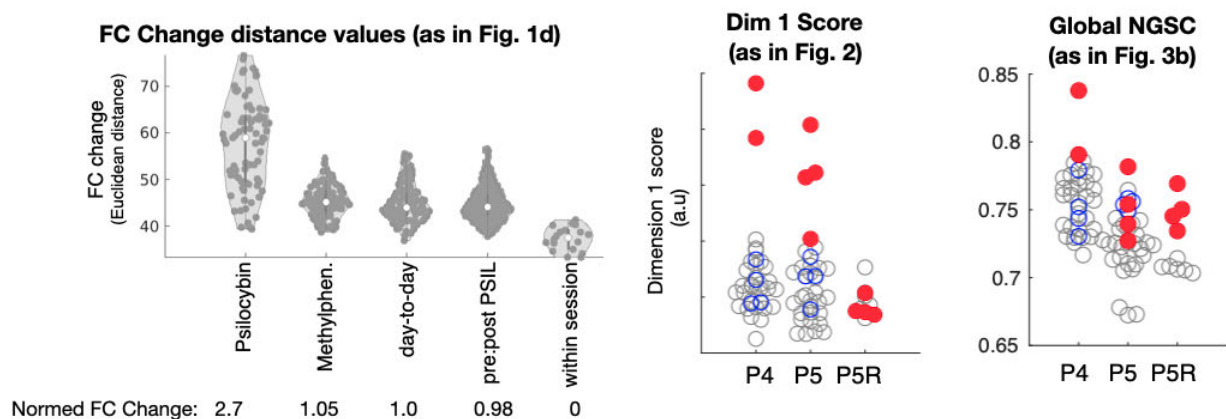 FC Change distance values (as in Fig. 1d)
FC change
(Euclidean distance)
70
60
50
40
Psilocybin
Methylphen.
day-to-day
pre:post PSIL
within session
Normed FC Change: 2.7 1.05 1.0 0.98 0
Dim 1 Score
(as in Fig. 2)
Dimension 1 score
(a.u)
P4 P5 P5R
Global NGSC
(as in Fig. 3b)
0.85
0.8
0.75
0.7
0.65
P4 P5 P5R